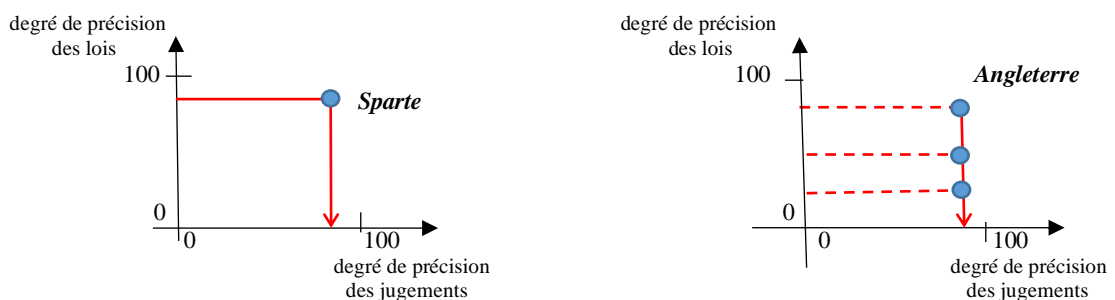 degré de précision
des lois
100
Sparte
0
0
100
degré de précision
des jugements
degré de précision
des lois
100
Angleterre
0
0
100
degré de précision
des jugements